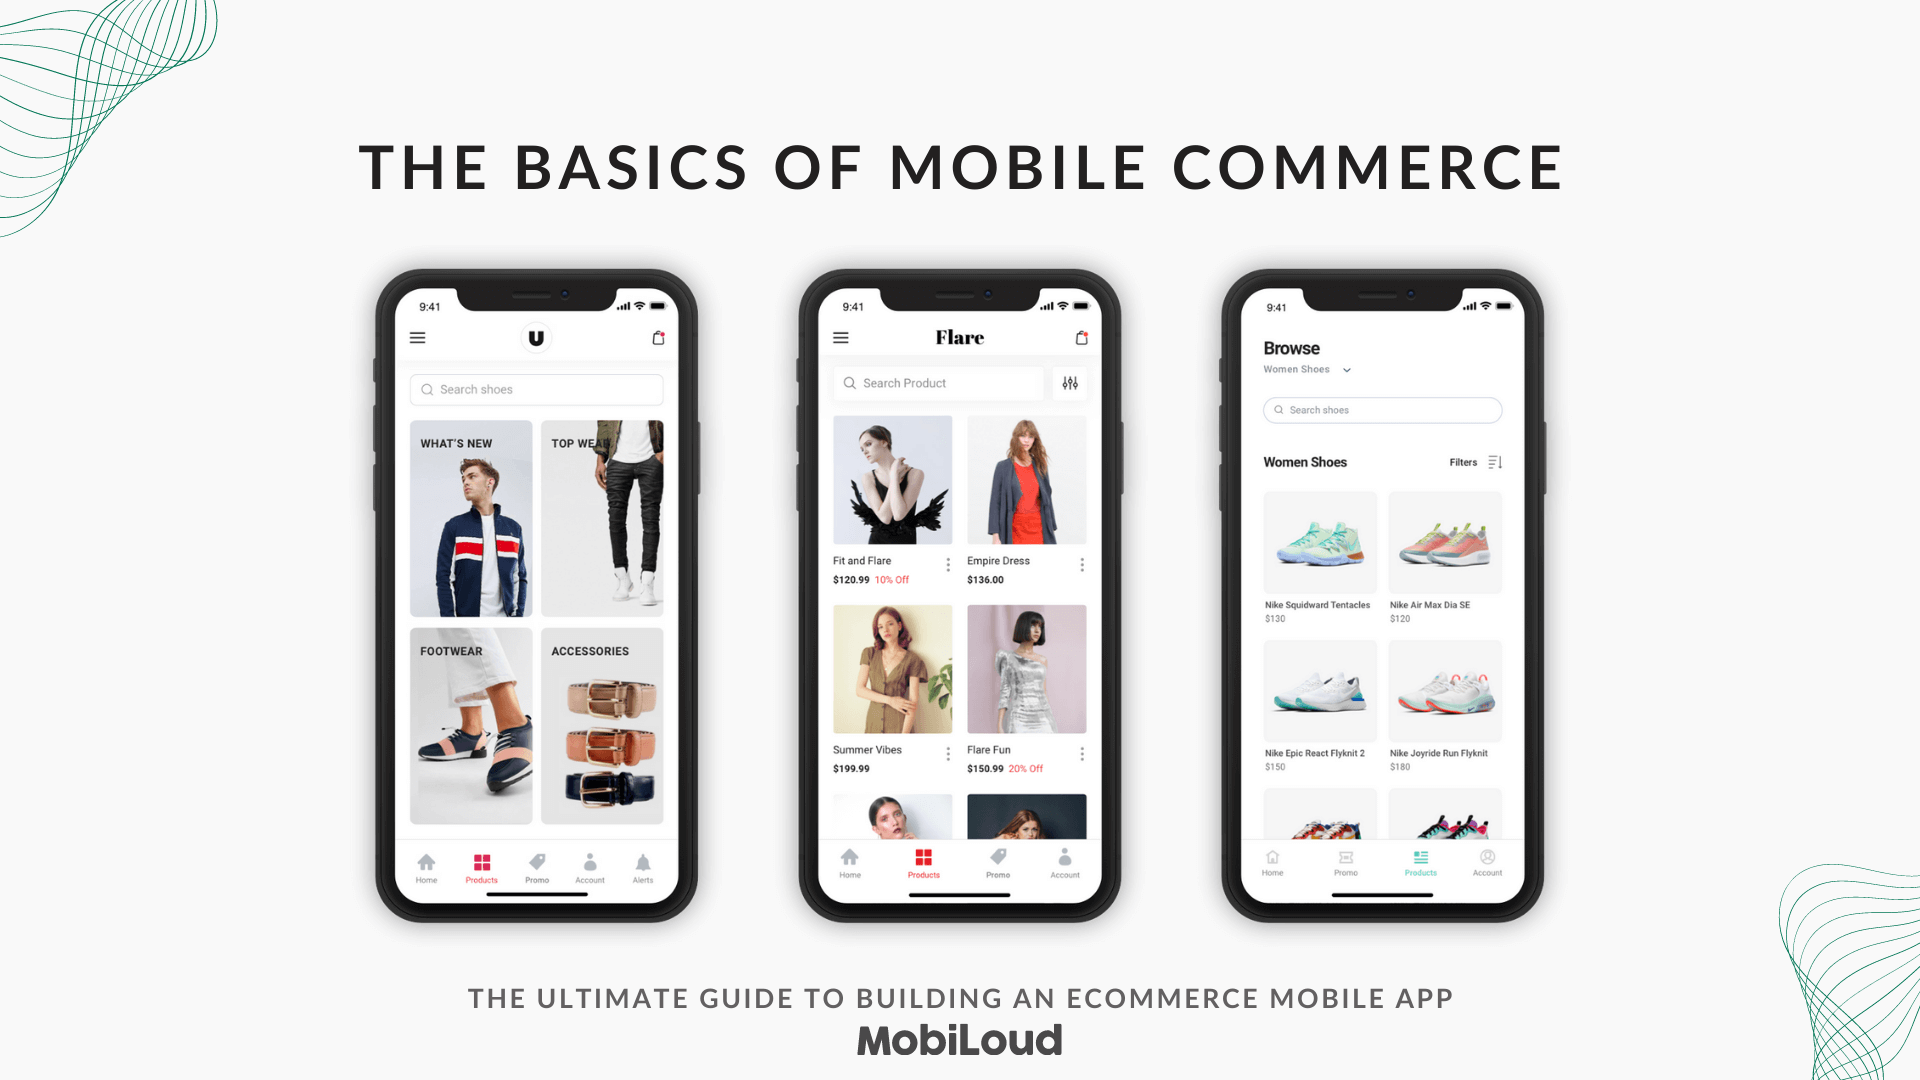 THE BASICS OF MOBILE COMMERCE
9:41
U
Search shoes
WHAT'S NEW
TOP WEAR
FOOTWEAR
ACCESSORIES
Home
Products
Promo
Account
Alerts
9:41
Flare
Search Product
Fit and Flare
$120.99 10% Off
Empire Dress
$136.00
Summer Vibes
$199.99
Flare Fun
$150.99 20% Off
Home
Products
Promo
Account
9:41
Browse
Women Shoes
Search shoes
Women Shoes
Filters
Nike Squidward Tentacles
$130
Nike Air Max Dia SE
$120
Nike Epic React Flyknit 2
$150
Nike Joyride Run Flyknit
$180
Home
Promo
Products
Account
THE ULTIMATE GUIDE TO BUILDING AN ECOMMERCE MOBILE APP
MobiLoud